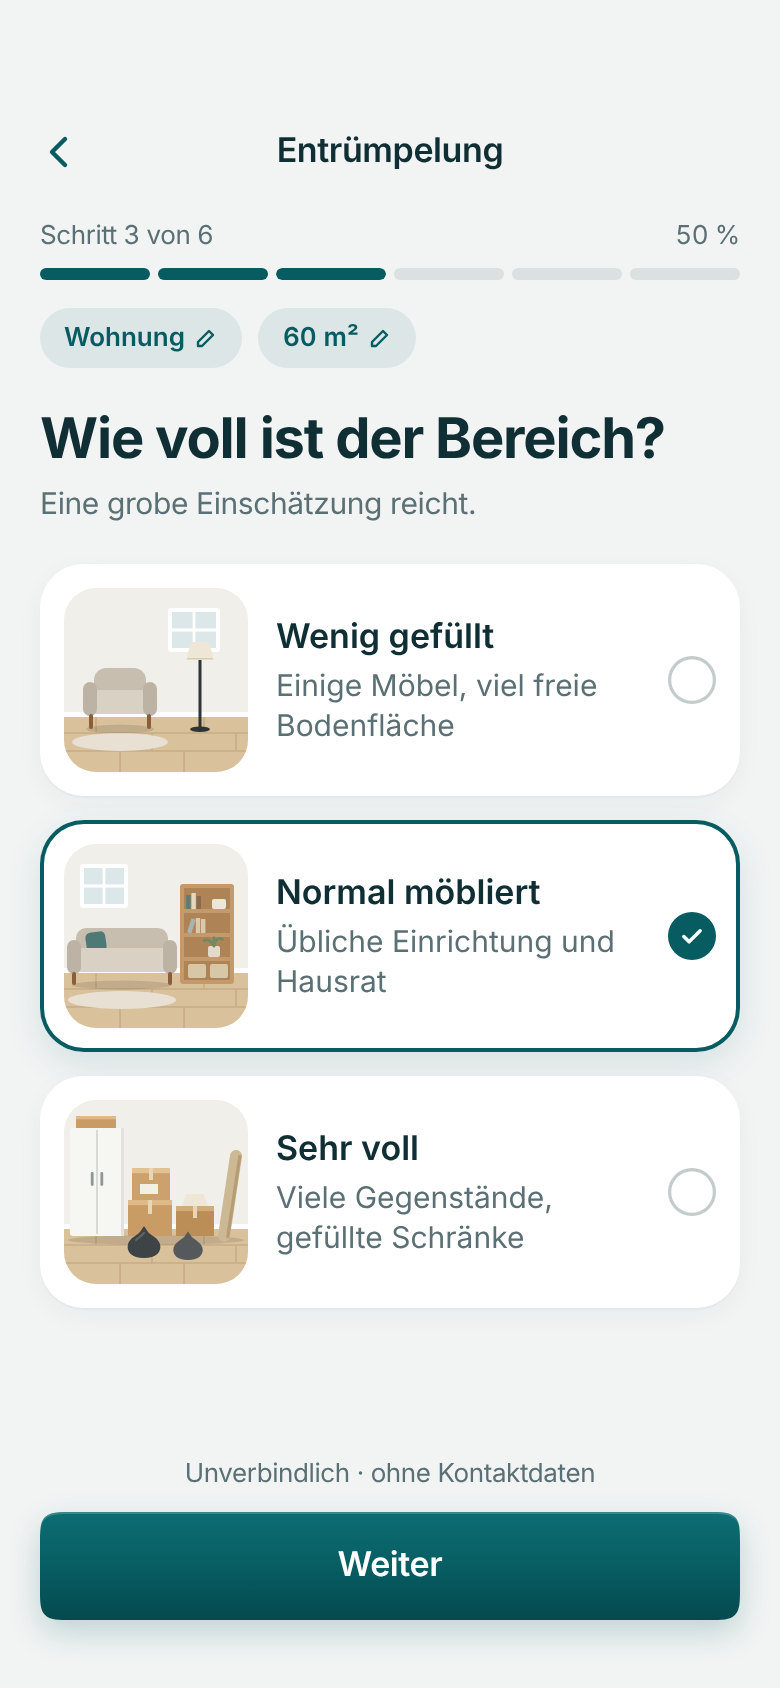 Entrümpelung
Schritt 3 von 6
50 %
Wohnung
60 m²
Wie voll ist der Bereich?
Eine grobe Einschätzung reicht.
Wenig gefüllt
Einige Möbel, viel freie
Bodenfläche
Normal möbliert
Übliche Einrichtung und
Hausrat
Sehr voll
Viele Gegenstände,
gefüllte Schränke
Unverbindlich · ohne Kontaktdaten
Weiter